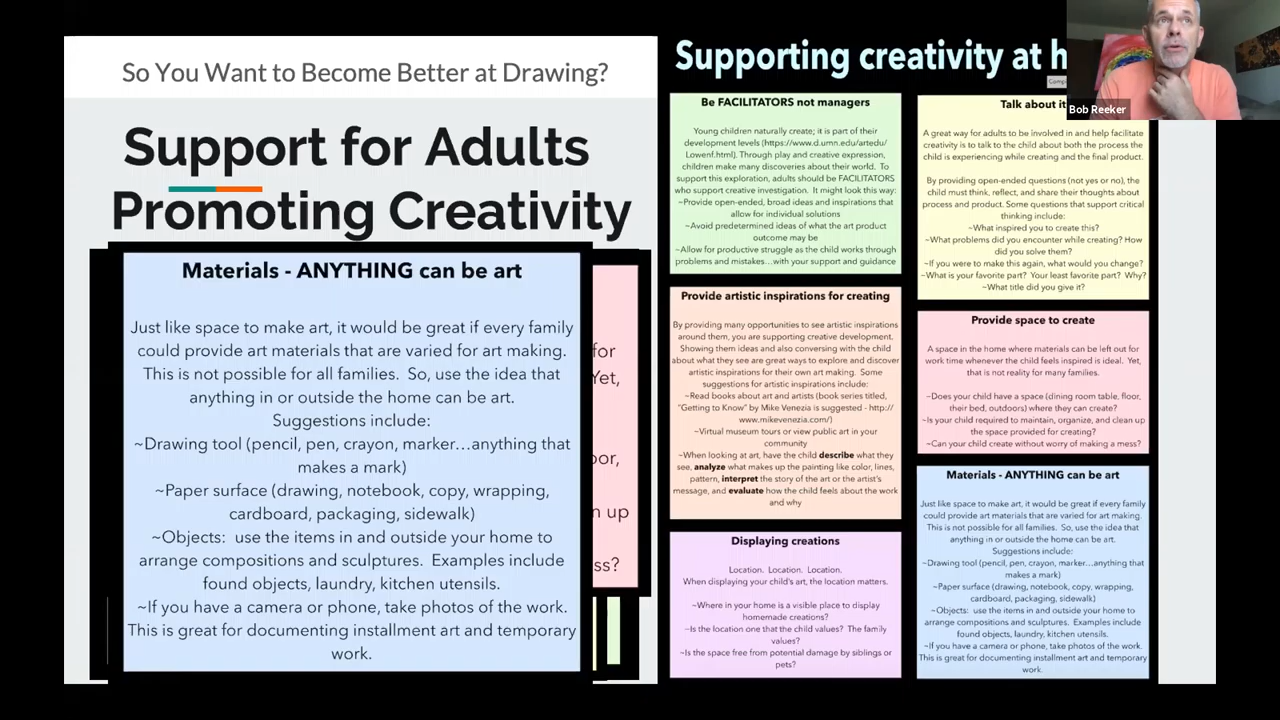 So You Want to Become Better at Drawing?
Support for Adults
Promoting Creativity
Materials - ANYTHING can be art
Just like space to make art, it would be great if every family
could provide art materials that are varied for art making.
This is not possible for all families. So, use the idea that
anything in or outside the home can be art.
Suggestions include:
~Drawing tool (pencil, pen, crayon, marker...anything that
makes a mark)
~Paper surface (drawing, notebook, copy, wrapping,
cardboard, packaging, sidewalk)
~Objects: use the items in and outside your home to
arrange compositions and sculptures. Examples include
found objects, laundry, kitchen utensils.
~If you have a camera or phone, take photos of the work.
This is great for documenting installment art and temporary
work.
for
Yet,
oor,
n up
ss?
Supporting creativity at h
Be FACILITATORS not managers
Young children naturally create; it is part of their
development levels (https://www.d.umn.edu/artedu/
Lowenf.html). Through play and creative expression,
children make many discoveries about their world. To
support this exploration, adults should be FACILITATORS
who support creative investigation. It might look this way:
~Provide open-ended, broad ideas and inspirations that
allow for individual solutions
~Avoid predetermined ideas of what the art product
outcome may be
~Allow for productive struggle as the child works through
problems and mistakes...with your support and guidance
Provide artistic inspirations for creating
By providing many opportunities to see artistic inspirations
around them, you are supporting creative development.
Showing them ideas and also conversing with the child
about what they see are great ways to explore and discover
artistic inspirations for their own art making. Some
suggestions for artistic inspirations include:
~Read books about art and artists (book series titled,
"Getting to Know" by Mike Venezia is suggested - http://
www.mikevenezia.com/)
~Virtual museum tours or view public art in your
community
~When looking at art, have the child describe what they
see, analyze what makes up the painting like color, lines,
pattern, interpret the story of the art or the artist's
message, and evaluate how the child feels about the work
and why
Displaying creations
Location. Location. Location.
When displaying your child's art, the location matters.
~Where in your home is a visible place to display
homemade creations?
~Is the location one that the child values? The family
values?
~Is the space free from potential damage by siblings or
pets?
Bob Reeker
Talk about it
A great way for adults to be involved in and help facilitate
creativity is to talk to the child about both the process the
child is experiencing while creating and the final product.
By providing open-ended questions (not yes or no), the
child must think, reflect, and share their thoughts about
process and product. Some questions that support critical
thinking include:
~What inspired you to create this?
~What problems did you encounter while creating? How
did you solve them?
~If you were to make this again, what would you change?
~What is your favorite part? Your least favorite part? Why?
~What title did you give it?
Provide space to create
A space in the home where materials can be left out for
work time whenever the child feels inspired is ideal. Yet,
that is not reality for many families.
~Does your child have a space (dining room table, floor,
their bed, outdoors) where they can create?
~Is your child required to maintain, organize, and clean up
the space provided for creating?
~Can your child create without worry of making a mess?
Materials - ANYTHING can be art
Just like space to make art, it would be great if every family
could provide art materials that are varied for art making.
This is not possible for all families. So, use the idea that
anything in or outside the home can be art.
Suggestions include:
~Drawing tool (pencil, pen, crayon, marker...anything that
makes a mark)
~Paper surface (drawing, notebook, copy, wrapping,
cardboard, packaging, sidewalk)
~Objects: use the items in and outside your home to
arrange compositions and sculptures. Examples include
found objects, laundry, kitchen utensils.
~If you have a camera or phone, take photos of the work.
This is great for documenting installment art and temporary
work.